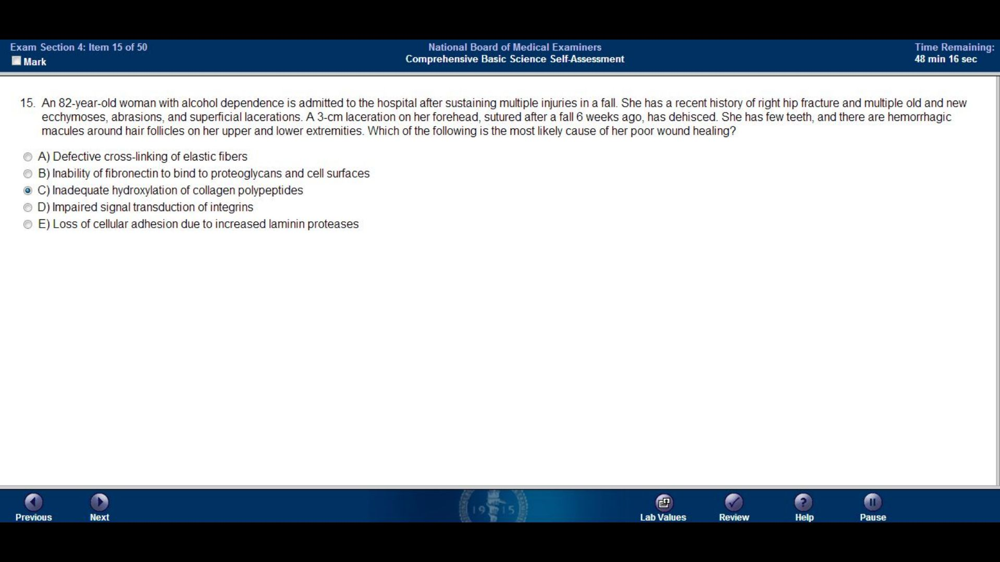 Exam Section 4: Item 15 of 50
National Board of Medical Examiners
Time Remaining:
Mark
Comprehensive Basic Science Self-Assessment
48 min 16 sec
15. An 82-year-old woman with alcohol dependence is admitted to the hospital after sustaining multiple injuries in a fall. She has a recent history of right hip fracture and multiple old and new
ecchymoses, abrasions, and superficial lacerations. A 3-cm laceration on her forehead, sutured after a fall 6 weeks ago, has dehisced. She has few teeth, and there are hemorrhagic
macules around hair follicles on her upper and lower extremities. Which of the following is the most likely cause of her poor wound healing?
A) Defective cross-linking of elastic fibers
B) Inability of fibronectin to bind to proteoglycans and cell surfaces
C) Inadequate hydroxylation of collagen polypeptides
D) Impaired signal transduction of integrins
E) Loss of cellular adhesion due to increased laminin proteases
1915
Previous
Next
Lab Values
Review
Help
Pause